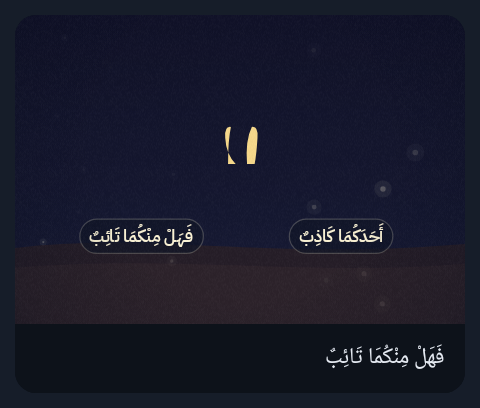 أَحَدَكُمَا كَاذِبٌ
فَهَلْ مِنْكُمَا تَائِبٌ
فَهَلْ مِنْكُمَا تَائِبٌ